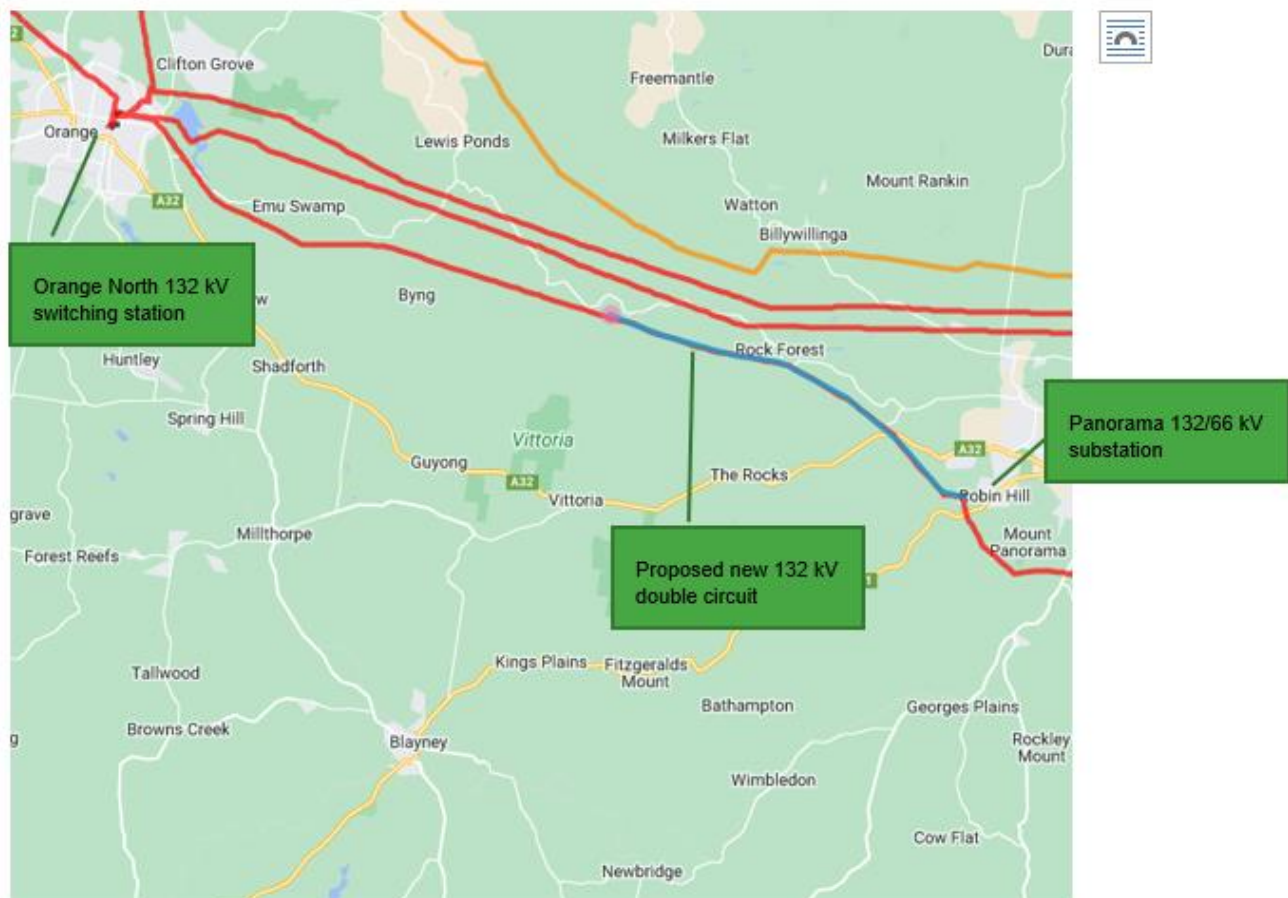 Clifton Grove
Freemantle
Dura
Orange
Lewis Ponds
Milkers Flat
Mount Rankin
A32
Emu Swamp
Watton
Billywillinga
Orange North 132 kV
switching station
w
Byng
Huntley
Shadforth
Rock Forest
Spring Hill
Vittoria
Panorama 132/66 kV
substation
A32
Guyong
The Rocks
A32
Vittoria
Robin Hill
grave
Millthorpe
Mount
Panorama
Forest Reefs
Proposed new 132 kV
double circuit
1
Kings Plains
Fitzgeralds
Mount
Tallwood
Bathampton
Georges Plains
Browns Creek
g
Blayney
Rockley
Mount
Wimbledon
Cow Flat
Newbridge